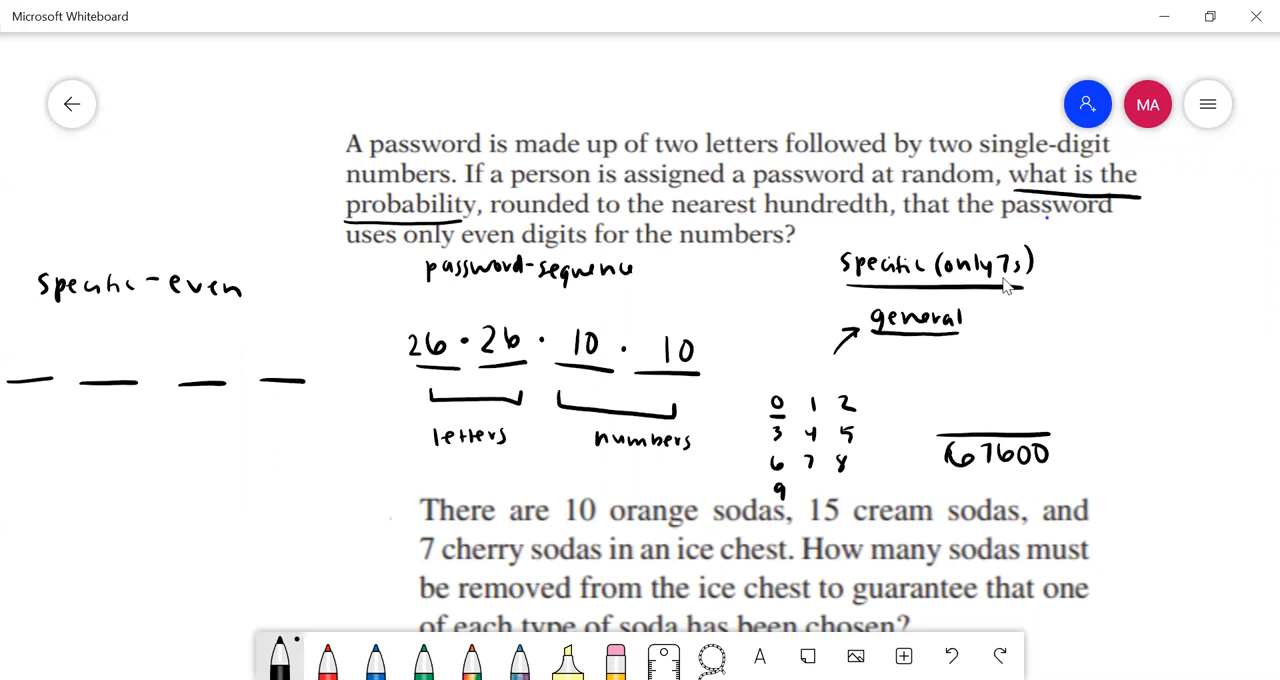 Microsoft Whiteboard
MA
A password is made up of two letters followed by two single-digit
numbers. If a person is assigned a password at random, what is the
probability, rounded to the nearest hundredth, that the password
uses only even digits for the numbers?
password-sequence
specific (only 7s)
specific - even
general
26 · 26 · 10 · 10
letters
numbers
0 1 2
3 4 5
6 7 8
9
67600
There are 10 orange sodas, 15 cream sodas, and
7 cherry sodas in an ice chest. How many sodas must
be removed from the ice chest to guarantee that one
of each type of soda has been chosen?
A